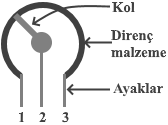 Kol
Direnç
malzeme
Ayaklar
1 2 3